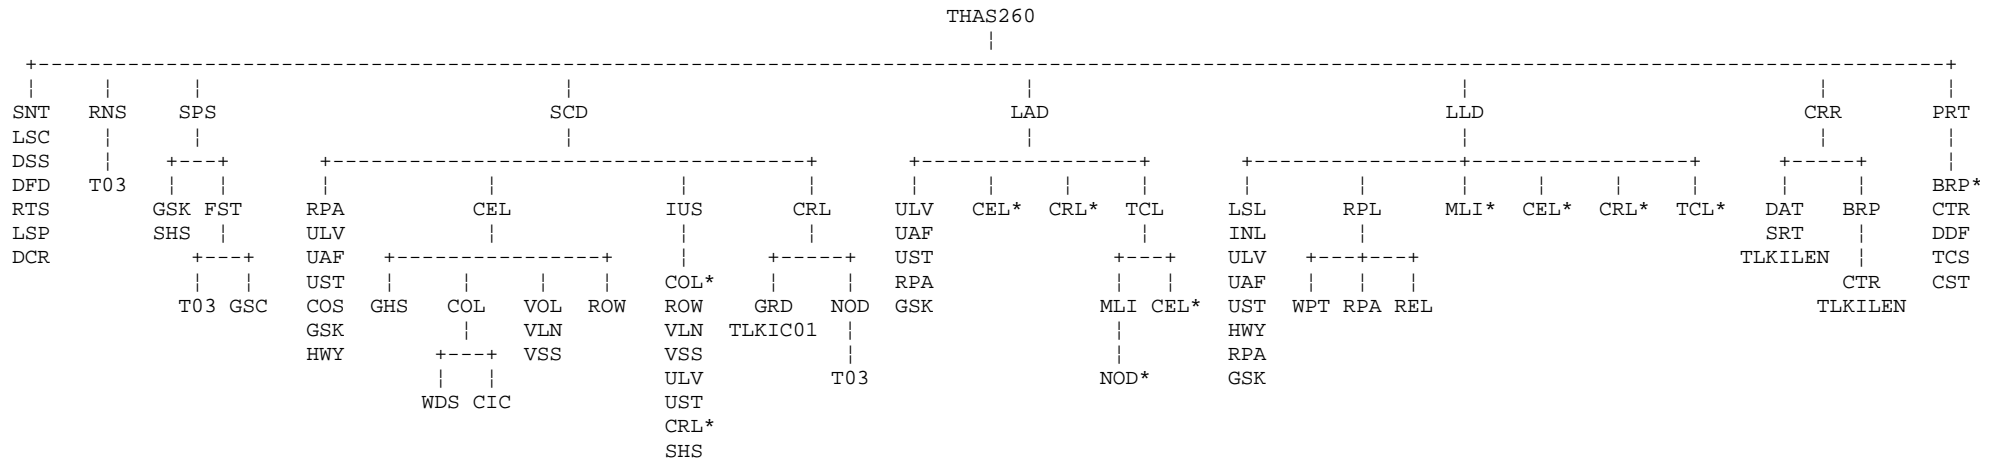 THAS260
SNT RNS SPS SCD LAD LLD CRR PRT
LSC
DSS
DFD T03 BRP*
RTS GSK FST RPA CEL IUS CRL ULV CEL* CRL* TCL LSL RPL MLI* CEL* CRL* TCL* DAT BRP CTR
LSP SHS ULV UAF INL SRT DDF
DCR UAF UST ULV TLKILEN TCS
UST COL* RPA UAF CST
T03 GSC COS GHS COL VOL ROW ROW GRD NOD GSK MLI CEL* UST WPT RPA REL CTR
GSK VLN VLN TLKIC01 HWY TLKILEN
HWY VSS VSS RPA
ULV T03 NOD* GSK
WDS CIC UST
CRL*
SHS